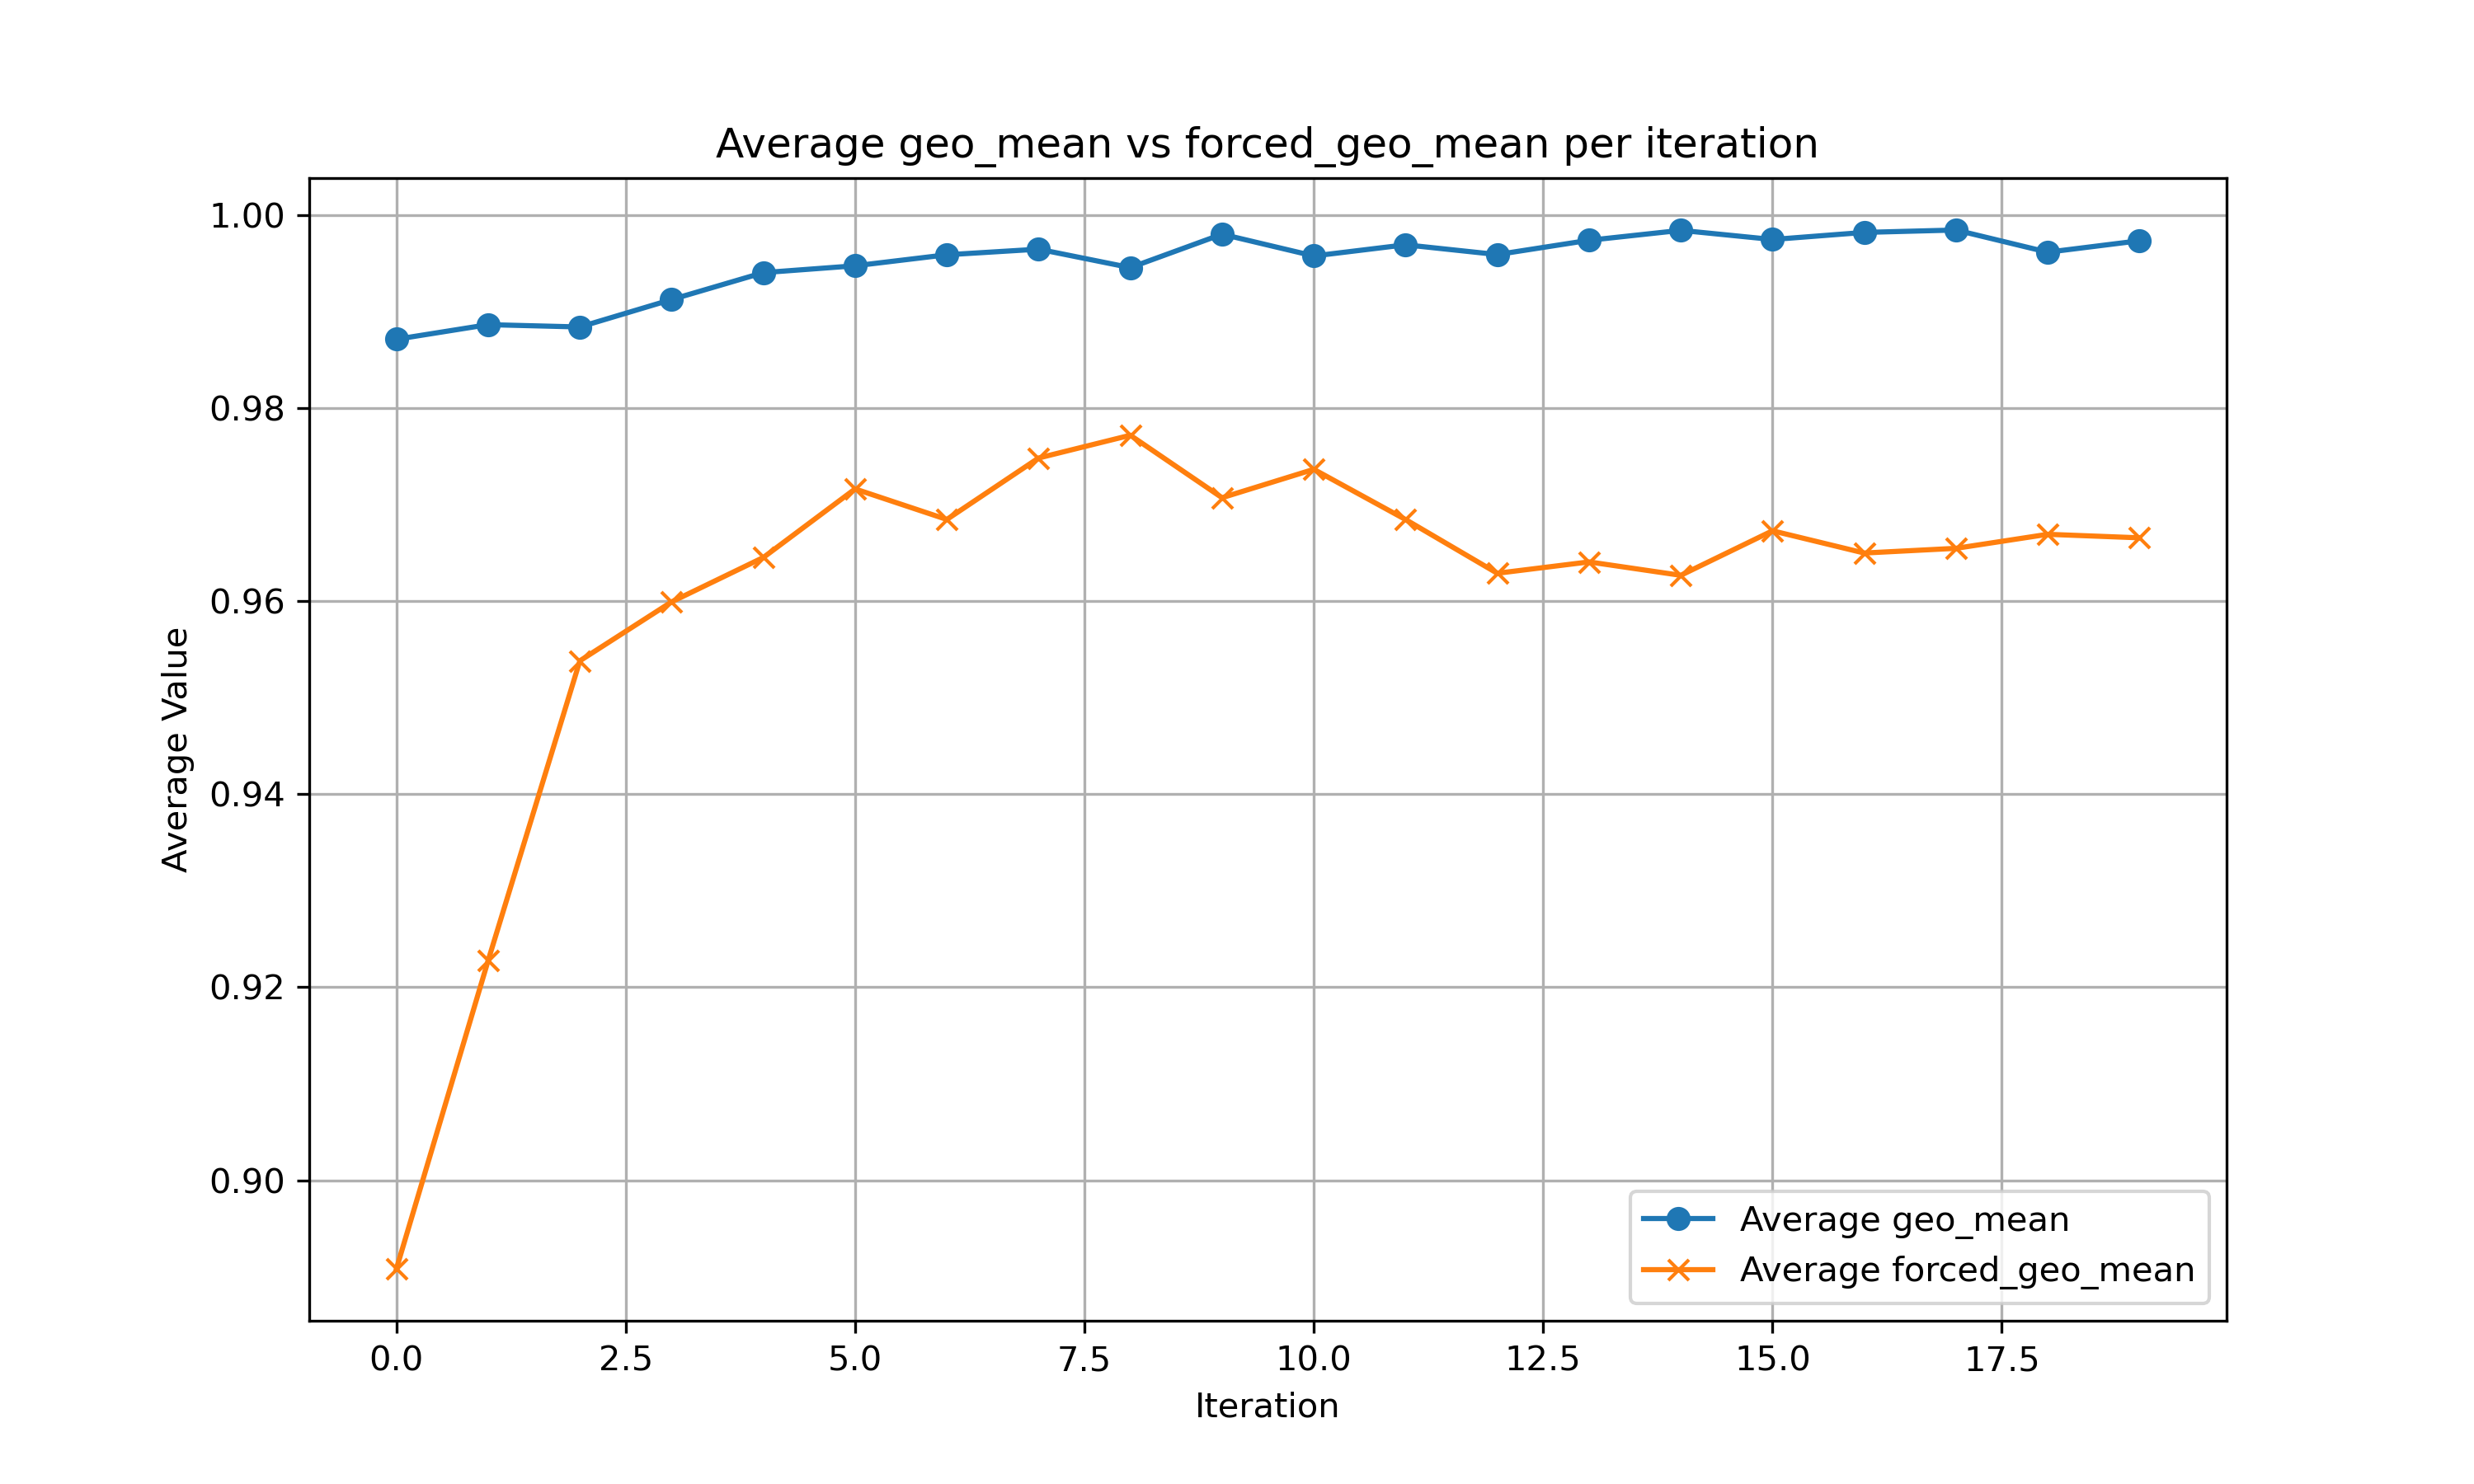 Average geo_mean vs forced_geo_mean per iteration
1.00
0.98
0.96
0.94
0.92
0.90
Average Value
Average geo_mean
Average forced_geo_mean
0.0 2.5 5.0 7.5 10.0 12.5 15.0 17.5
Iteration